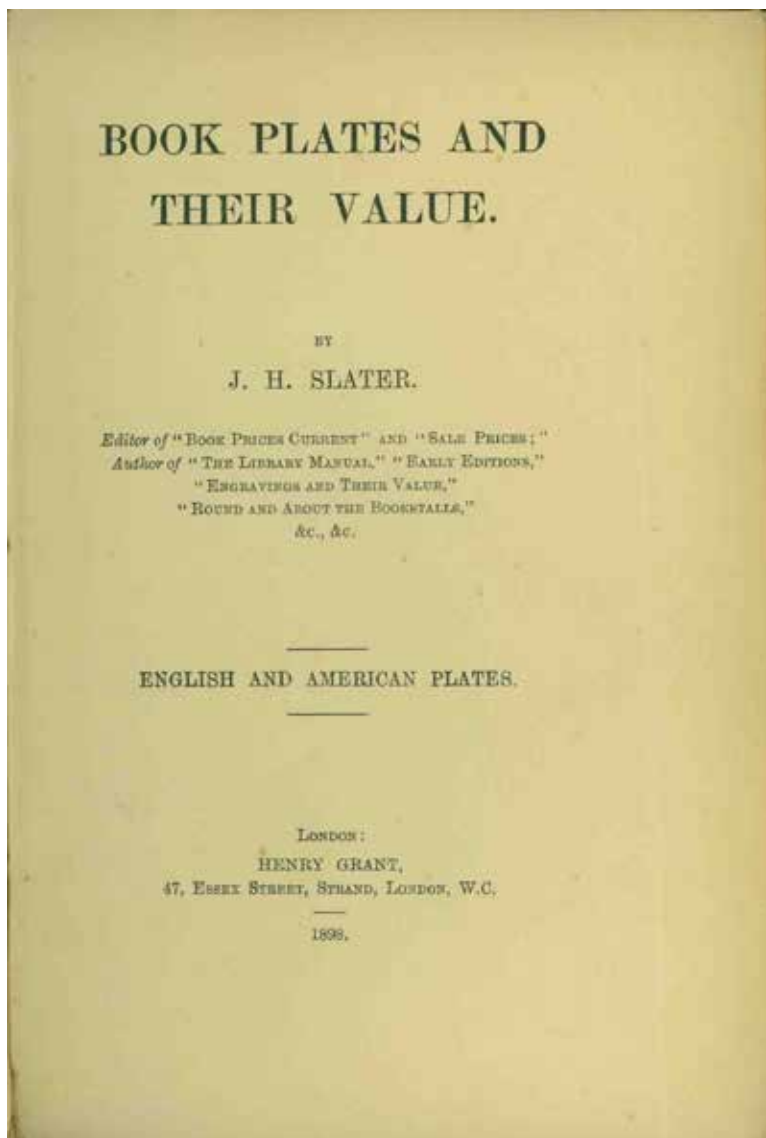 BOOK PLATES AND
THEIR VALUE.
BY
J. H. SLATER.
Editor of "BOOK PRICES CURRENT" AND "SALE PRICES;"
Author of "THE LIBRARY MANUAL," "EARLY EDITIONS,"
"ENGRAVINGS AND THEIR VALUE,"
"ROUND AND ABOUT THE BOOKSTALLS,"
&c., &c.
ENGLISH AND AMERICAN PLATES.
LONDON:
HENRY GRANT,
47, ESSEX STREET, STRAND, LONDON, W.C.
1898.